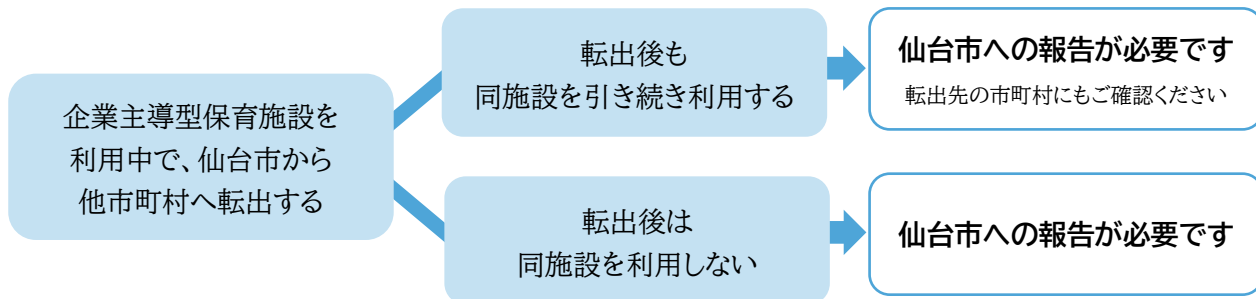 企業主導型保育施設を
利用中で、仙台市から
他市町村へ転出する
転出後も
同施設を引き続き利用する
仙台市への報告が必要です
転出先の市町村にもご確認ください
転出後は
同施設を利用しない
仙台市への報告が必要です